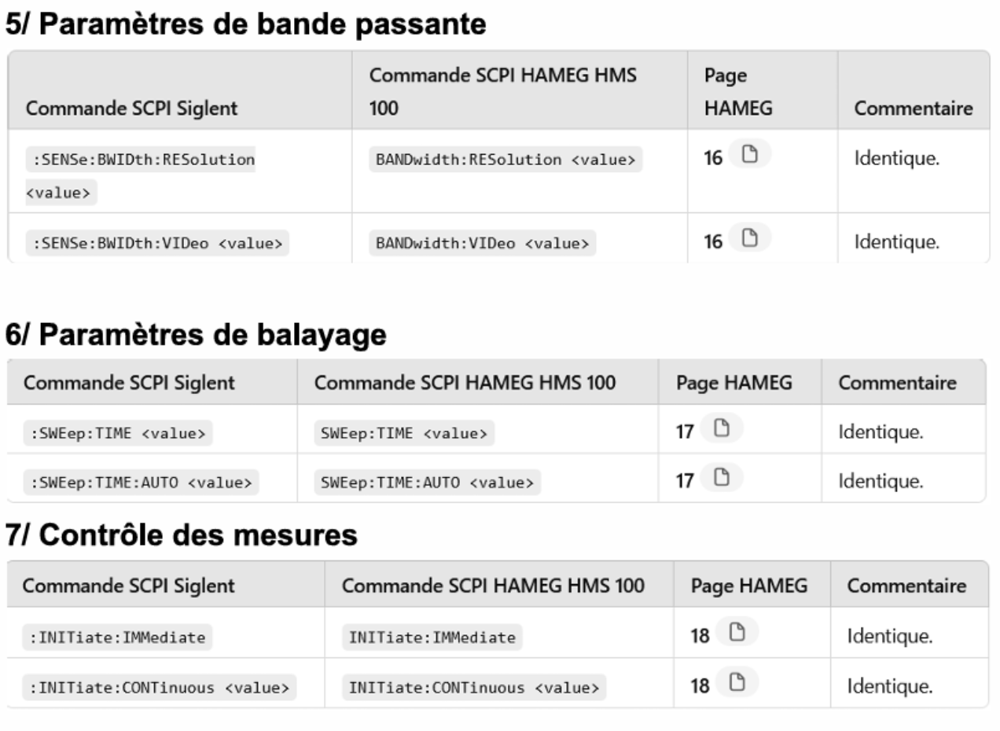 5/ Paramètres de bande passante
Commande SCPI Siglent Commande SCPI HAMEG HMS 100 Page HAMEG Commentaire
:SENSe:BWIDth:RESolution <value> BANDwidth:RESolution <value> 16 Identique.
:SENSe:BWIDth:VIDeo <value> BANDwidth:VIDeo <value> 16 Identique.
6/ Paramètres de balayage
Commande SCPI Siglent Commande SCPI HAMEG HMS 100 Page HAMEG Commentaire
:SWEep:TIME <value> SWEep:TIME <value> 17 Identique.
:SWEep:TIME:AUTO <value> SWEep:TIME:AUTO <value> 17 Identique.
7/ Contrôle des mesures
Commande SCPI Siglent Commande SCPI HAMEG HMS 100 Page HAMEG Commentaire
:INITiate:IMMediate INITiate:IMMediate 18 Identique.
:INITiate:CONTinuous <value> INITiate:CONTinuous <value> 18 Identique.